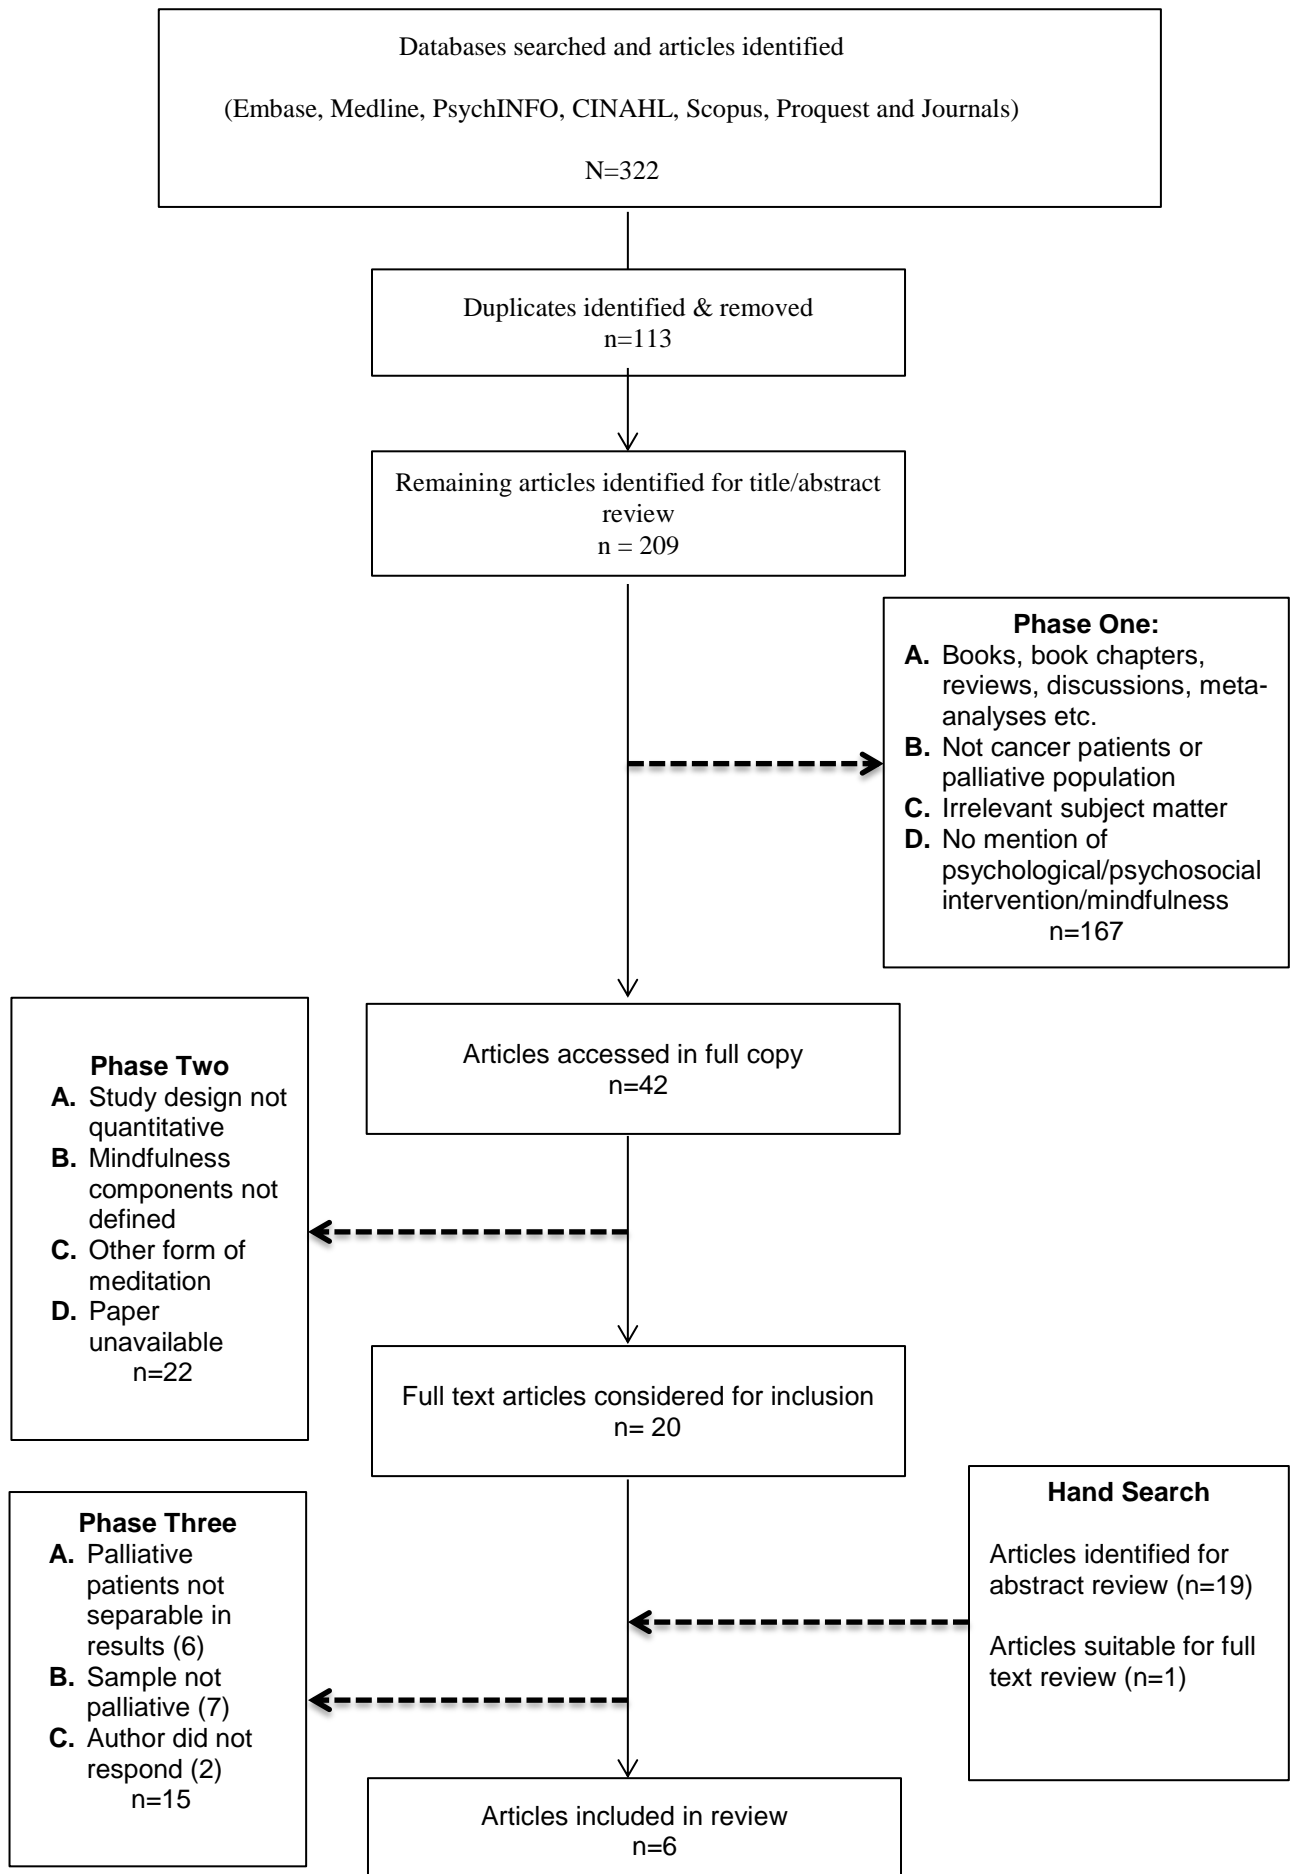 Databases searched and articles identified
(Embase, Medline, PsychINFO, CINAHL, Scopus, Proquest and Journals)
N=322
Duplicates identified & removed
n=113
Remaining articles identified for title/abstract
review
n = 209
Phase One:
A. Books, book chapters,
reviews, discussions, meta-
analyses etc.
B. Not cancer patients or
palliative population
C. Irrelevant subject matter
D. No mention of
psychological/psychosocial
intervention/mindfulness
n=167
Articles accessed in full copy
n=42
Phase Two
A. Study design not
quantitative
B. Mindfulness
components not
defined
C. Other form of
meditation
D. Paper
unavailable
n=22
Full text articles considered for inclusion
n= 20
Hand Search
Articles identified for
abstract review (n=19)
Articles suitable for full
text review (n=1)
Phase Three
A. Palliative
patients not
separable in
results (6)
B. Sample not
palliative (7)
C. Author did not
respond (2)
n=15
Articles included in review
n=6